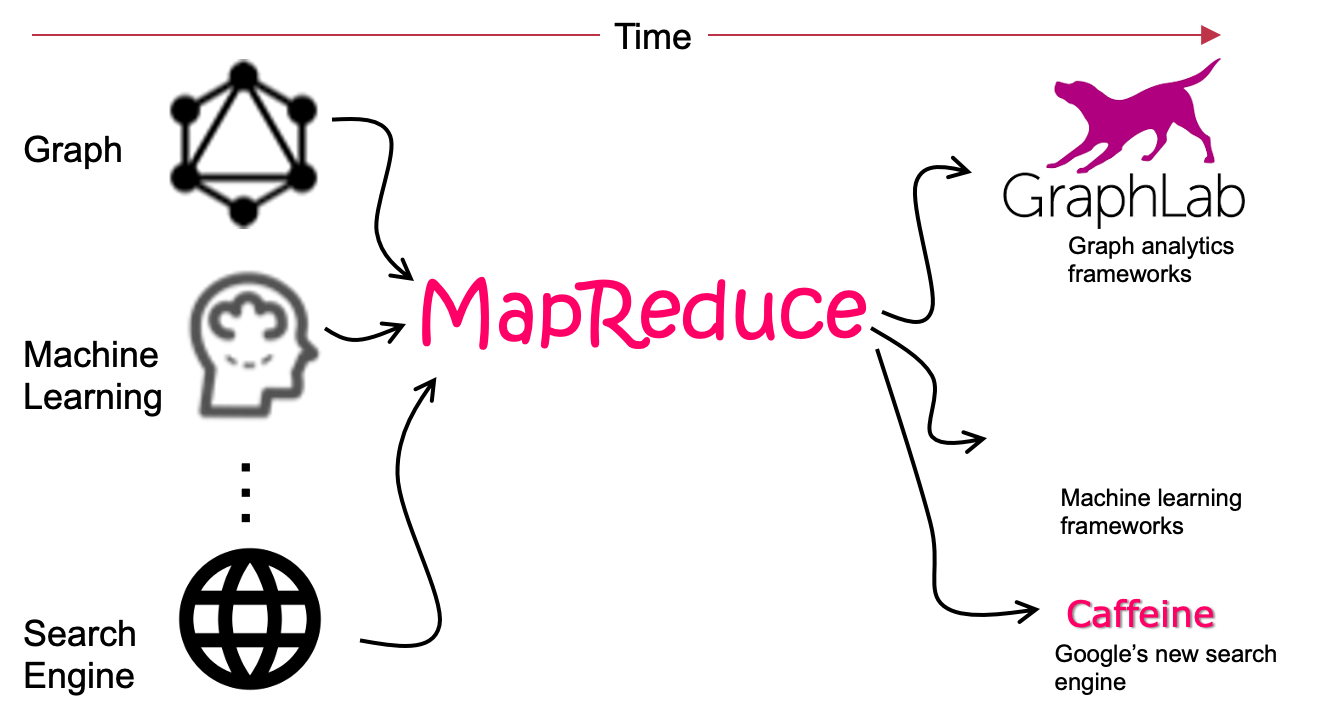 Time
Graph
Machine
Learning
Search
Engine
MapReduce
GraphLab
Graph analytics
frameworks
Machine learning
frameworks
Caffeine
Google’s new search
engine